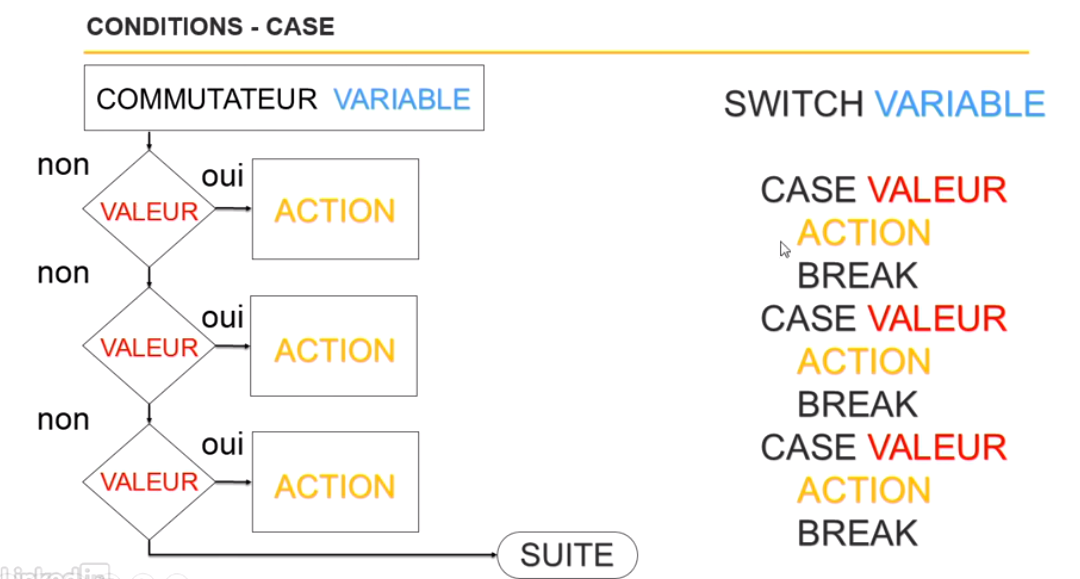 CONDITIONS - CASE
COMMUTATEUR VARIABLE
non
oui
VALEUR
ACTION
non
oui
VALEUR
ACTION
non
oui
VALEUR
ACTION
SUITE
SWITCH VARIABLE
CASE VALEUR
ACTION
BREAK
CASE VALEUR
ACTION
BREAK
CASE VALEUR
ACTION
BREAK